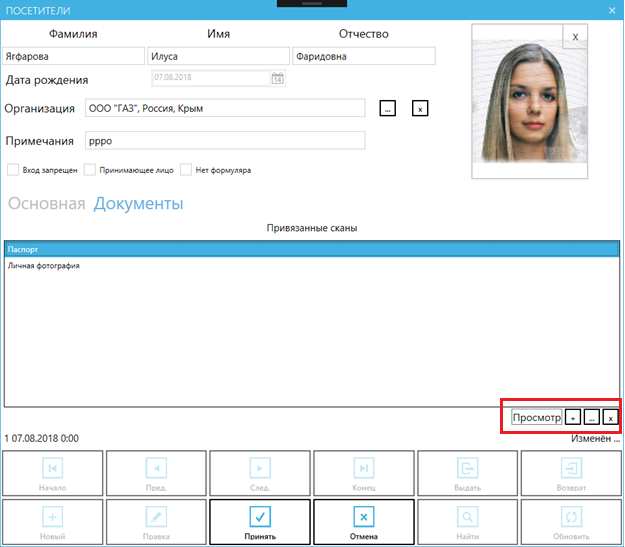 ПОСЕТИТЕЛИ ×
Фамилия Имя Отчество
Ягфарова Илуса Фаридовна
X
Дата рождения 07.08.2018 14
Организация ООО "ГАЗ", Россия, Крым ... x
Примечания рррo
Вход запрещен Принимающее лицо Нет формуляра
Основная Документы
Привязанные сканы
Паспорт
Личная фотография
Просмотр + ... x
1 07.08.2018 0:00 Изменён ...
Начало Пред. След. Конец Выдать Возврат
Новый Правка Принять Отмена Найти Обновить